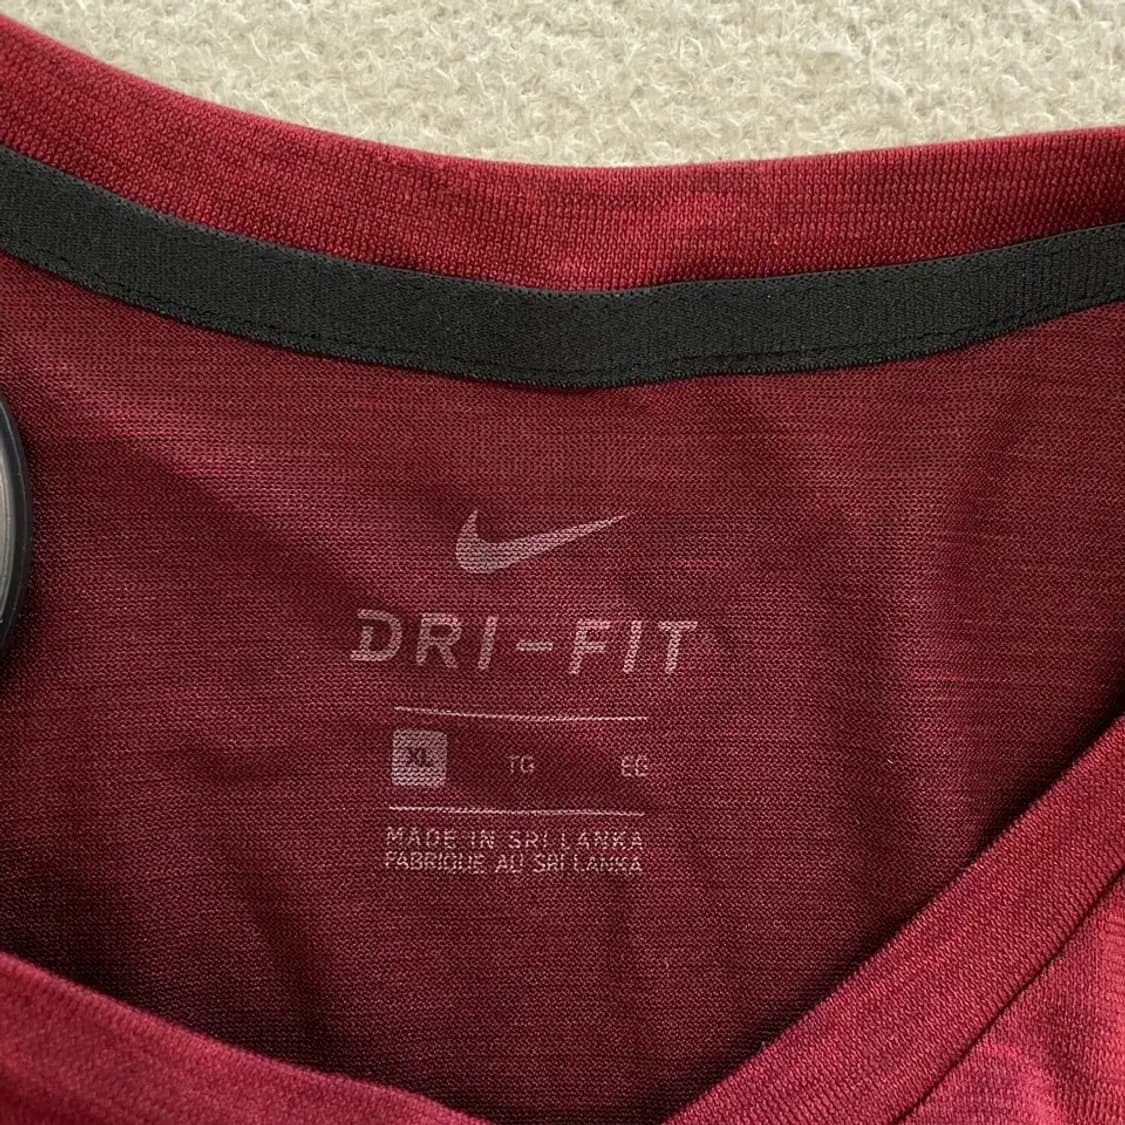 DRI-FIT
XL TG EG
MADE IN SRI LANKA
FABRIQUE AU SRI LANKA